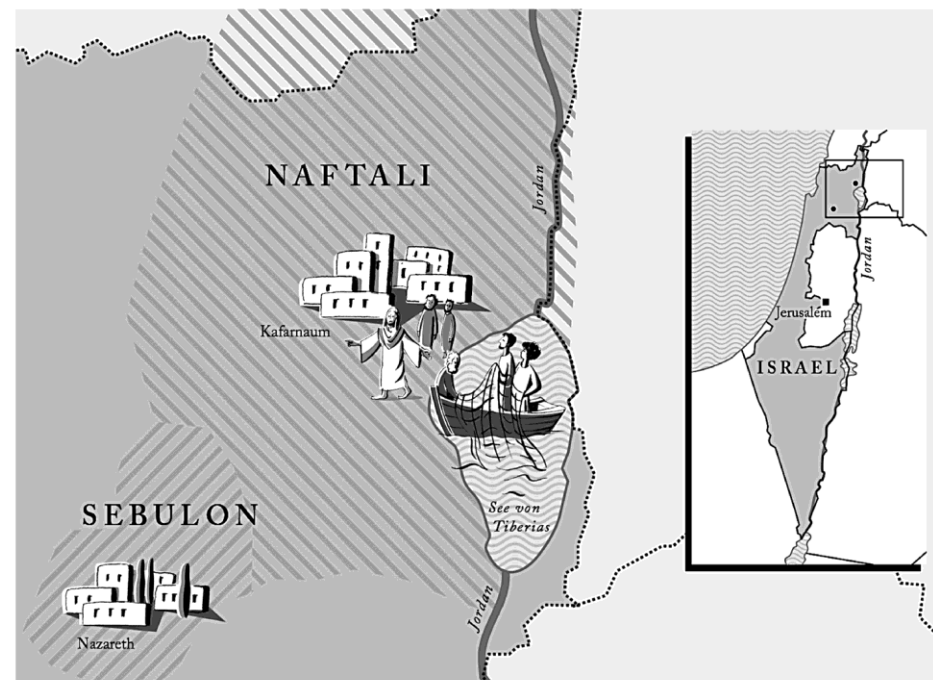 NAFTALI
Jordan
Kafarnaum
SEBULON
See von
Tiberias
Nazareth
Jordan
Jordan
Jerusalem
ISRAEL